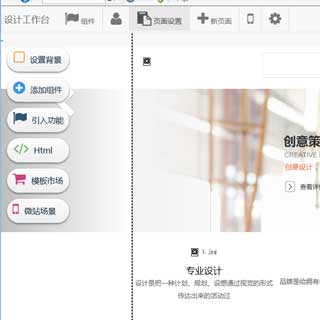 设计工作台
组件
页面设置
新页面
设置背景
添加组件
引入功能
Html
模板市场
微站场景
创意策
CREATIVE
创意设计
查看详
1.jpg
专业设计
设计是把一种计划、规划、设想通过视觉的形式
传达出来的活动过
品牌是给拥有